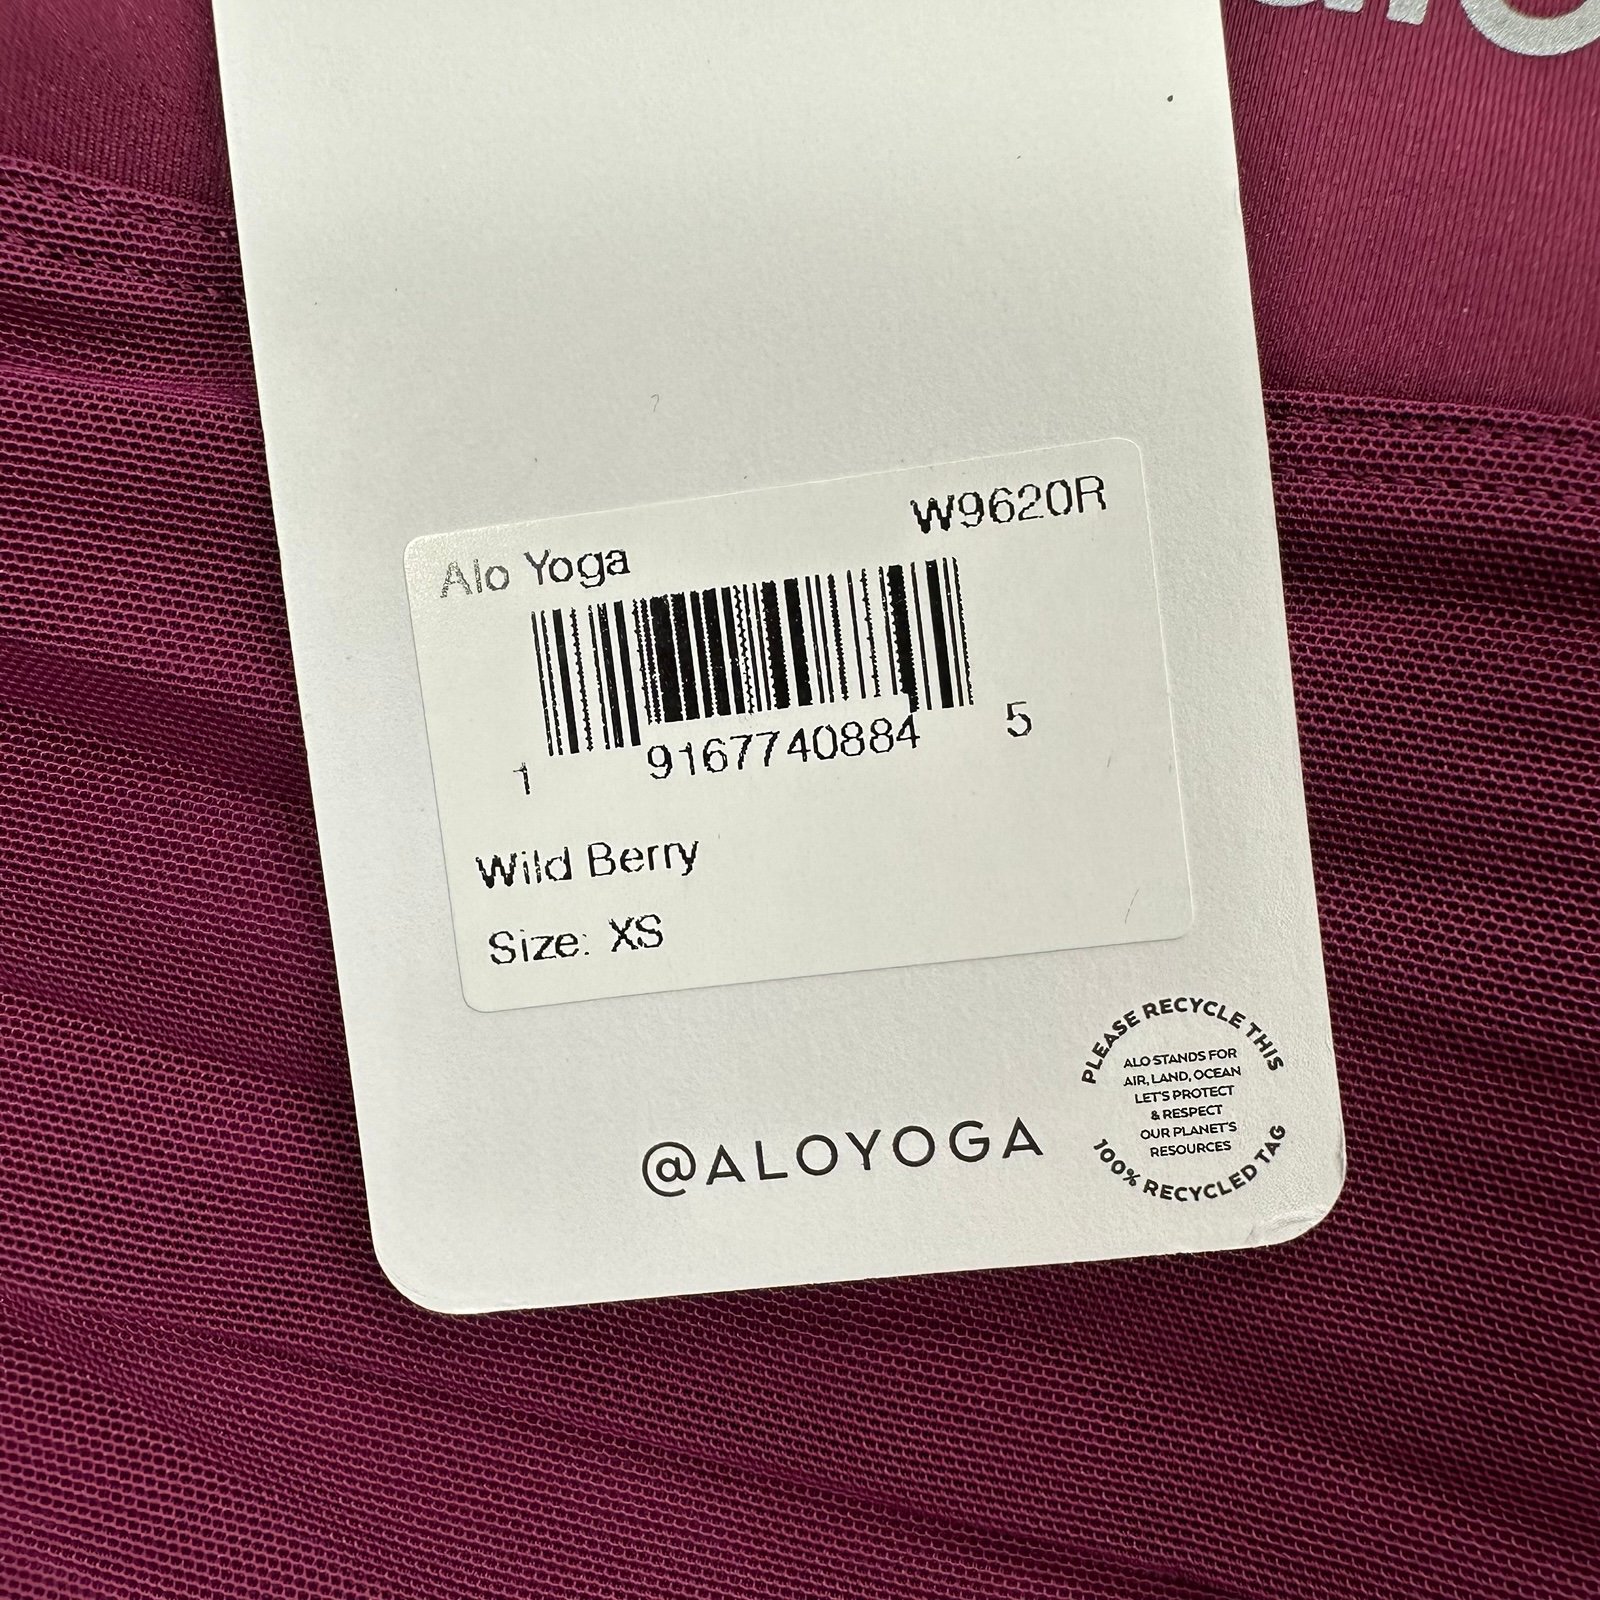 alo
W9620R
Alo Yoga
1 9167740884 5
Wild Berry
Size: XS
PLEASE RECYCLE THIS
ALO STANDS FOR
AIR, LAND, OCEAN
LET'S PROTECT
& RESPECT
OUR PLANET'S
RESOURCES
100% RECYCLED TAG
@ALOYOGA